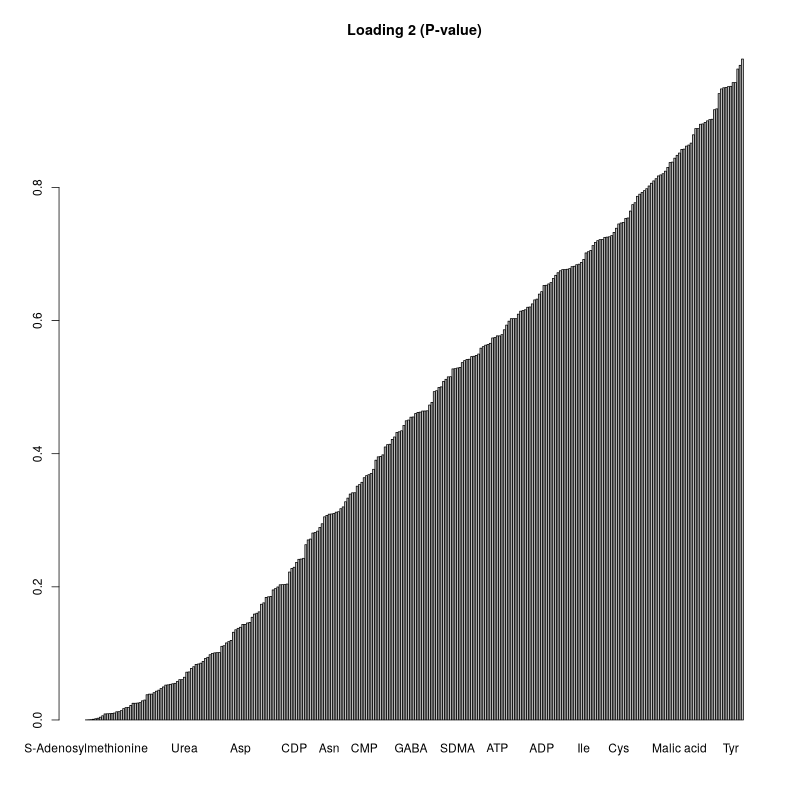 Loading 2 (P-value)
0.8
0.6
0.4
0.2
0.0
S-Adenosylmethionine Urea Asp CDP Asn CMP GABA SDMA ATP ADP Ile Cys Malic acid Tyr